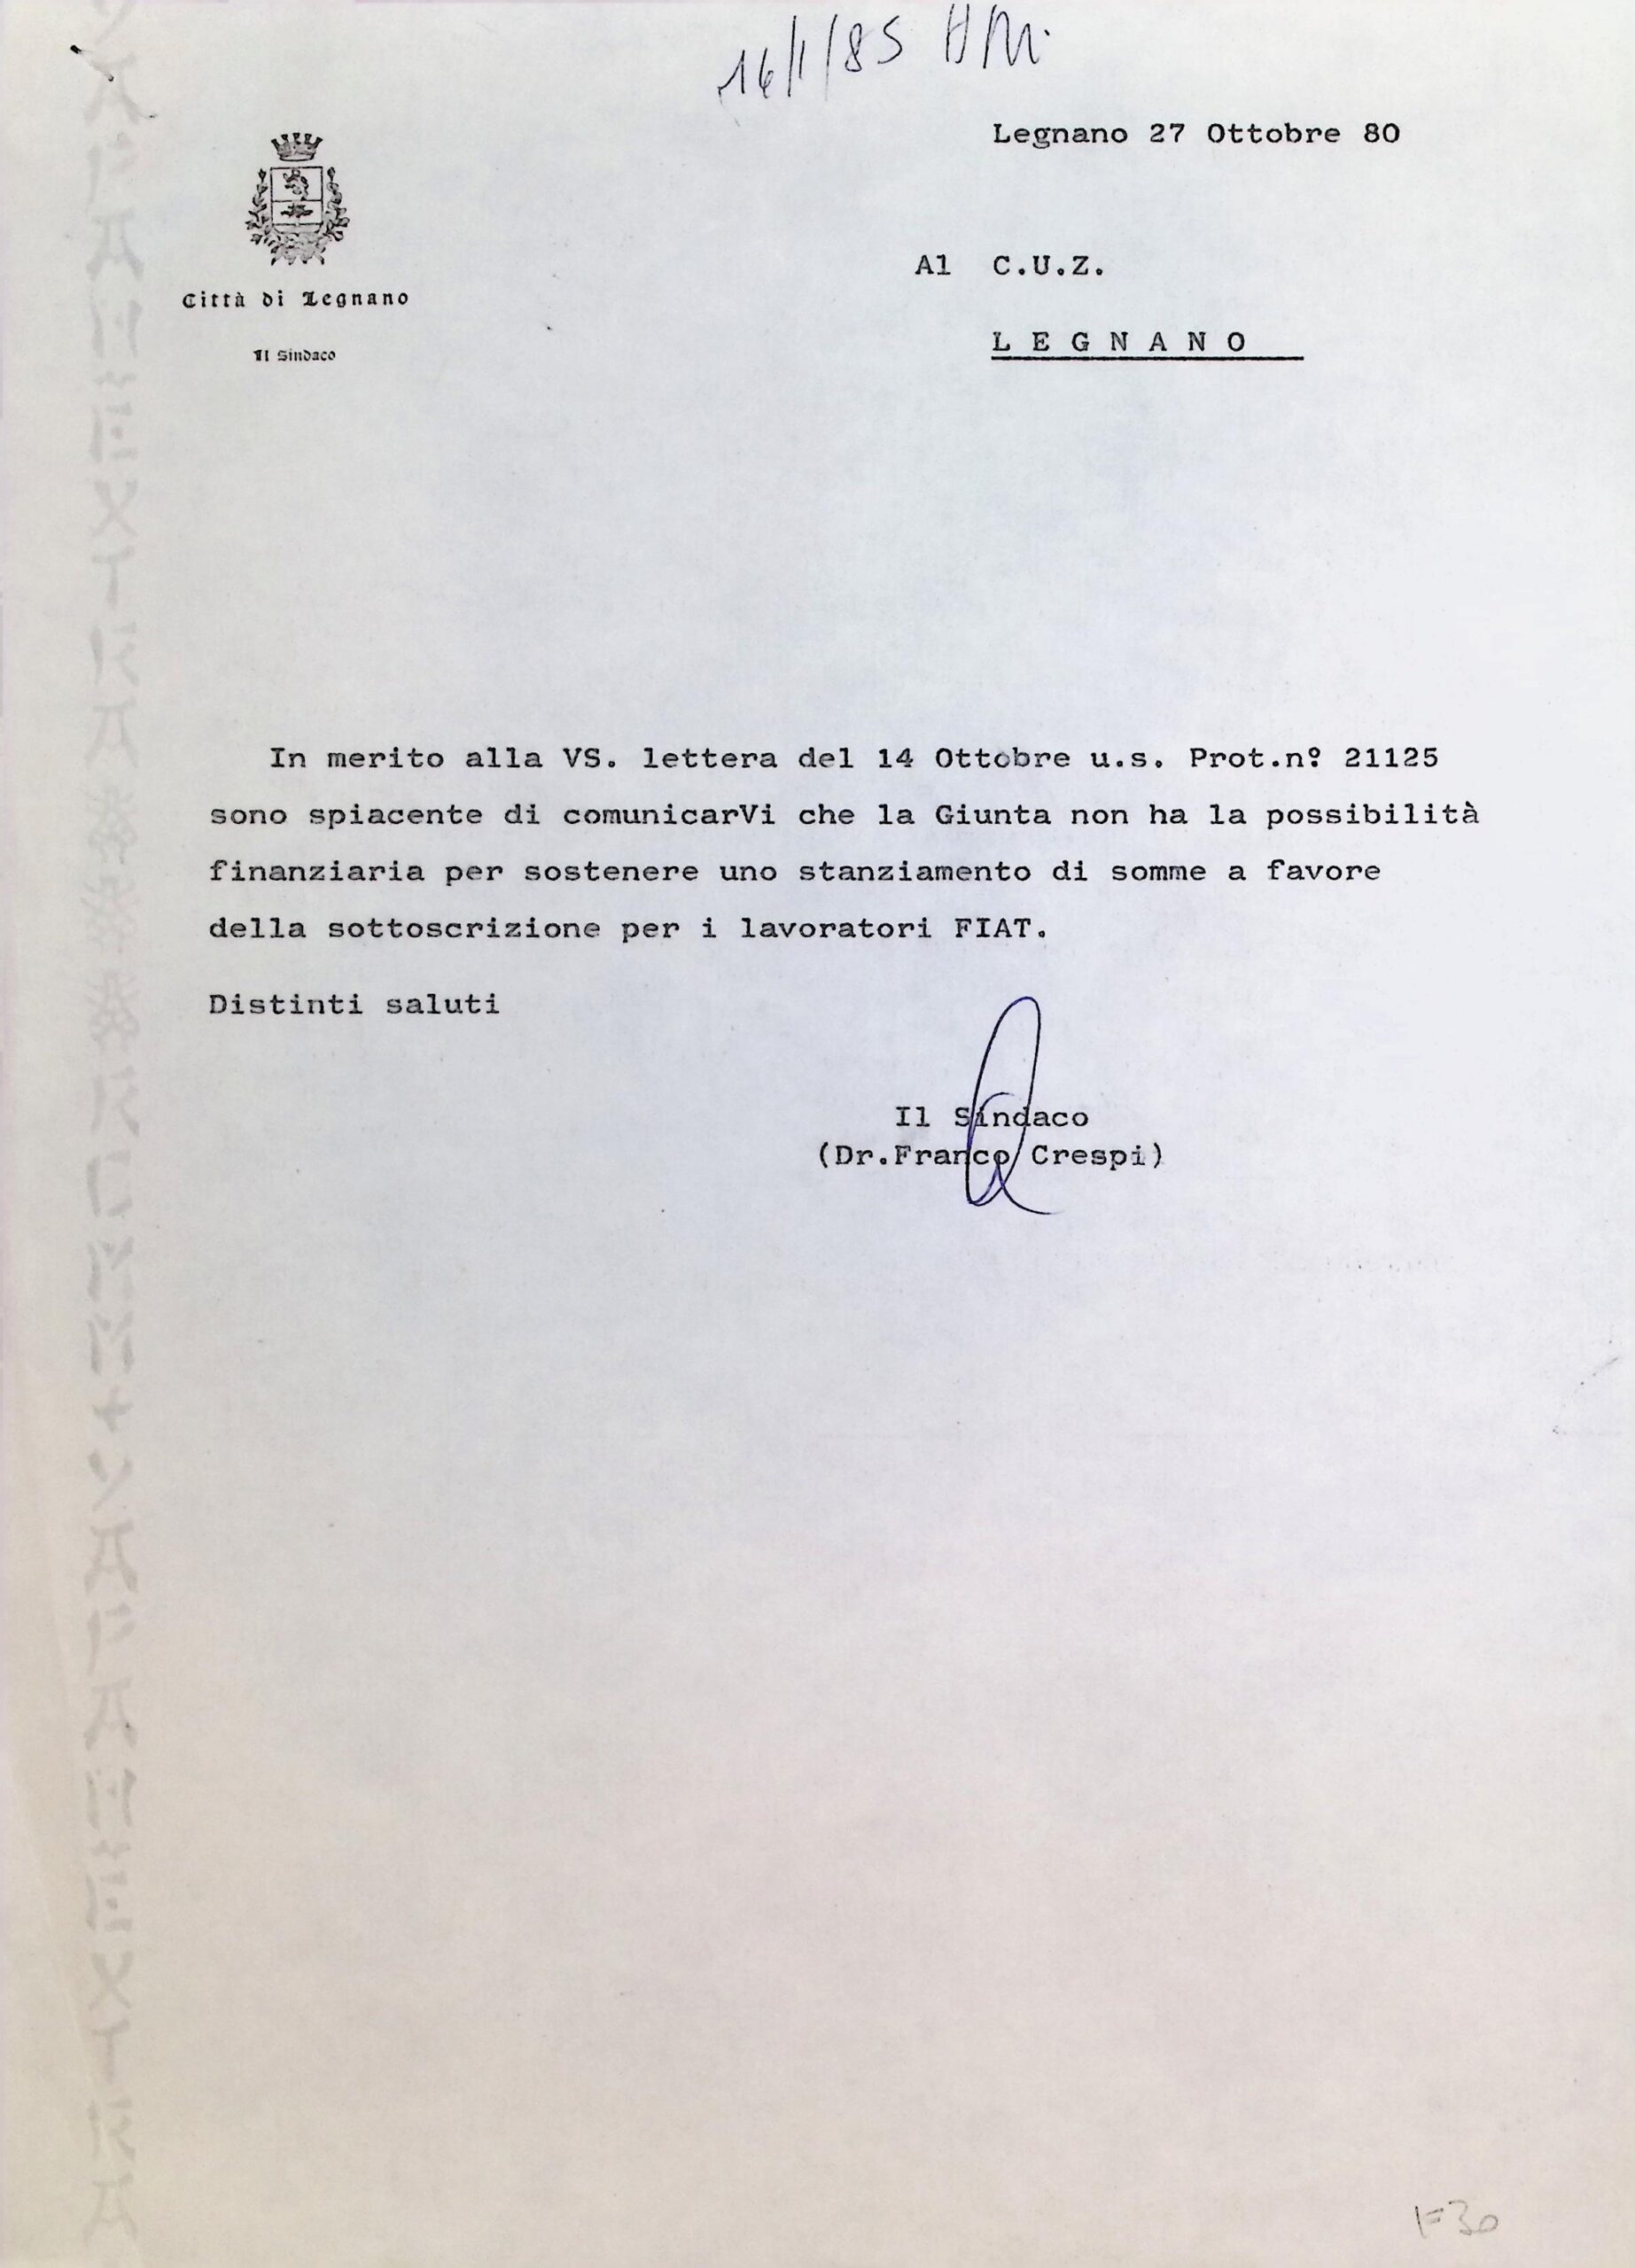 16/1/85
Legnano 27 Ottobre 80
Città di Legnano
Il Sindaco
Al C.U.Z.
L E G N A N O
In merito alla VS. lettera del 14 Ottobre u.s. Prot.nº 21125
sono spiacente di comunicarVi che la Giunta non ha la possibilità
finanziaria per sostenere uno stanziamento di somme a favore
della sottoscrizione per i lavoratori FIAT.
Distinti saluti
Il Sindaco
(Dr.Franco Crespi)
F30